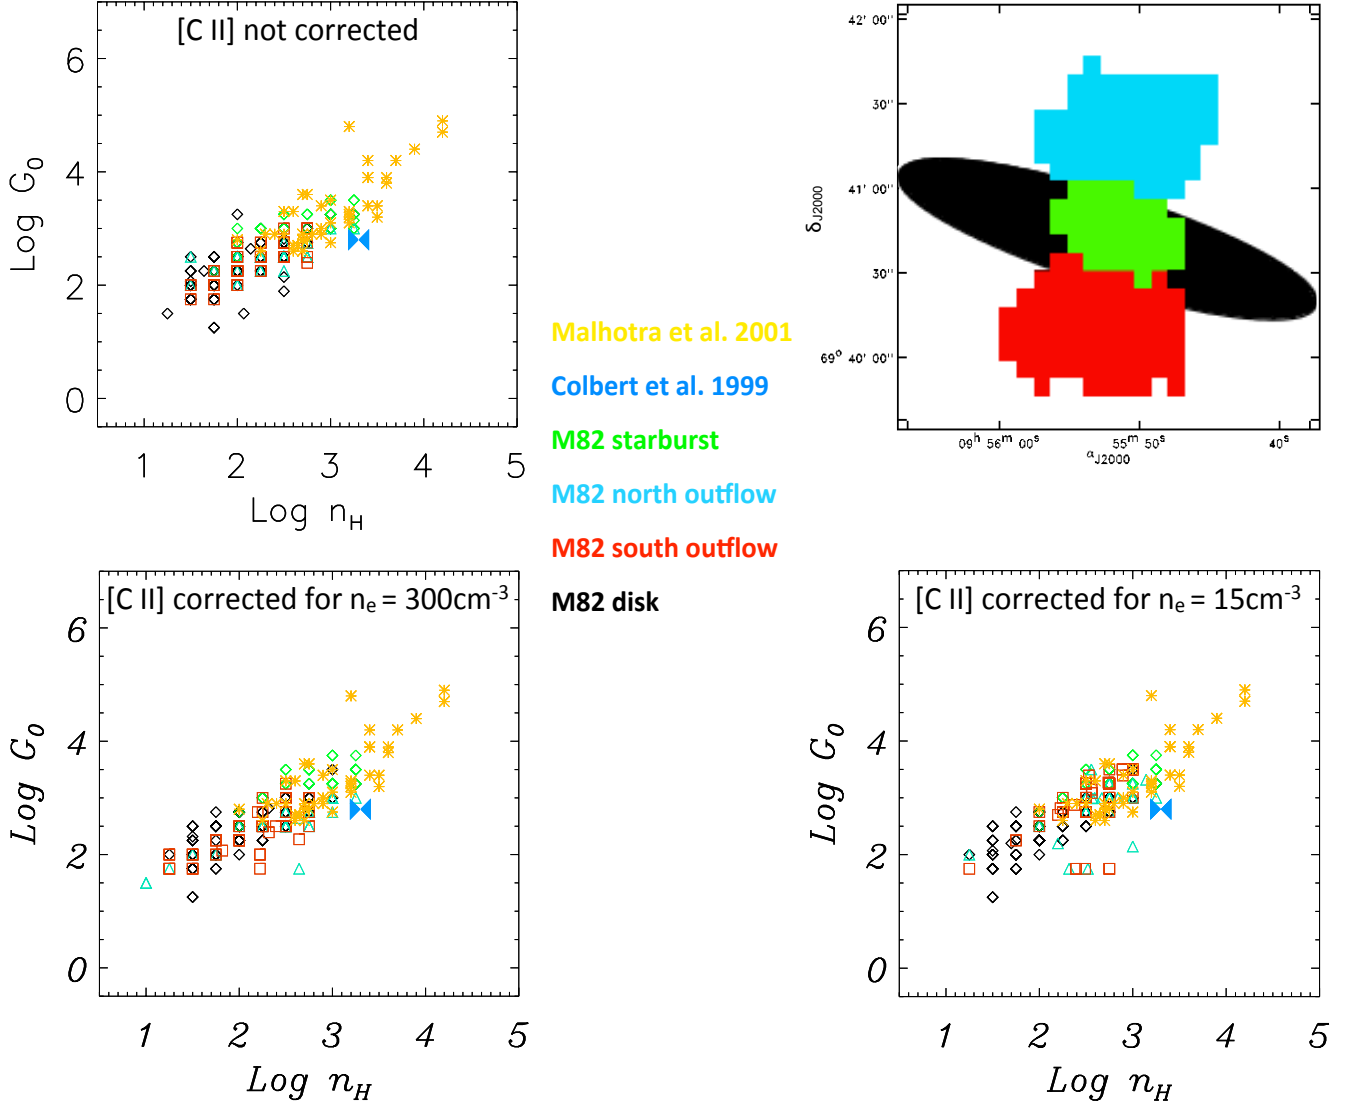 [C II] not corrected
6
4
2
0
Log G₀
1 2 3 4 5
Log n_H
42' 00"
30"
41' 00"
30"
69° 40' 00"
δJ2000
09ʰ 56ᵐ 00ˢ 55ᵐ 50ˢ 40ˢ
αJ2000
Malhotra et al. 2001
Colbert et al. 1999
M82 starburst
M82 north outflow
M82 south outflow
M82 disk
[C II] corrected for nₑ = 300cm⁻³
6
4
2
0
Log G₀
1 2 3 4 5
Log n_H
[C II] corrected for nₑ = 15cm⁻³
6
4
2
0
Log G₀
1 2 3 4 5
Log n_H